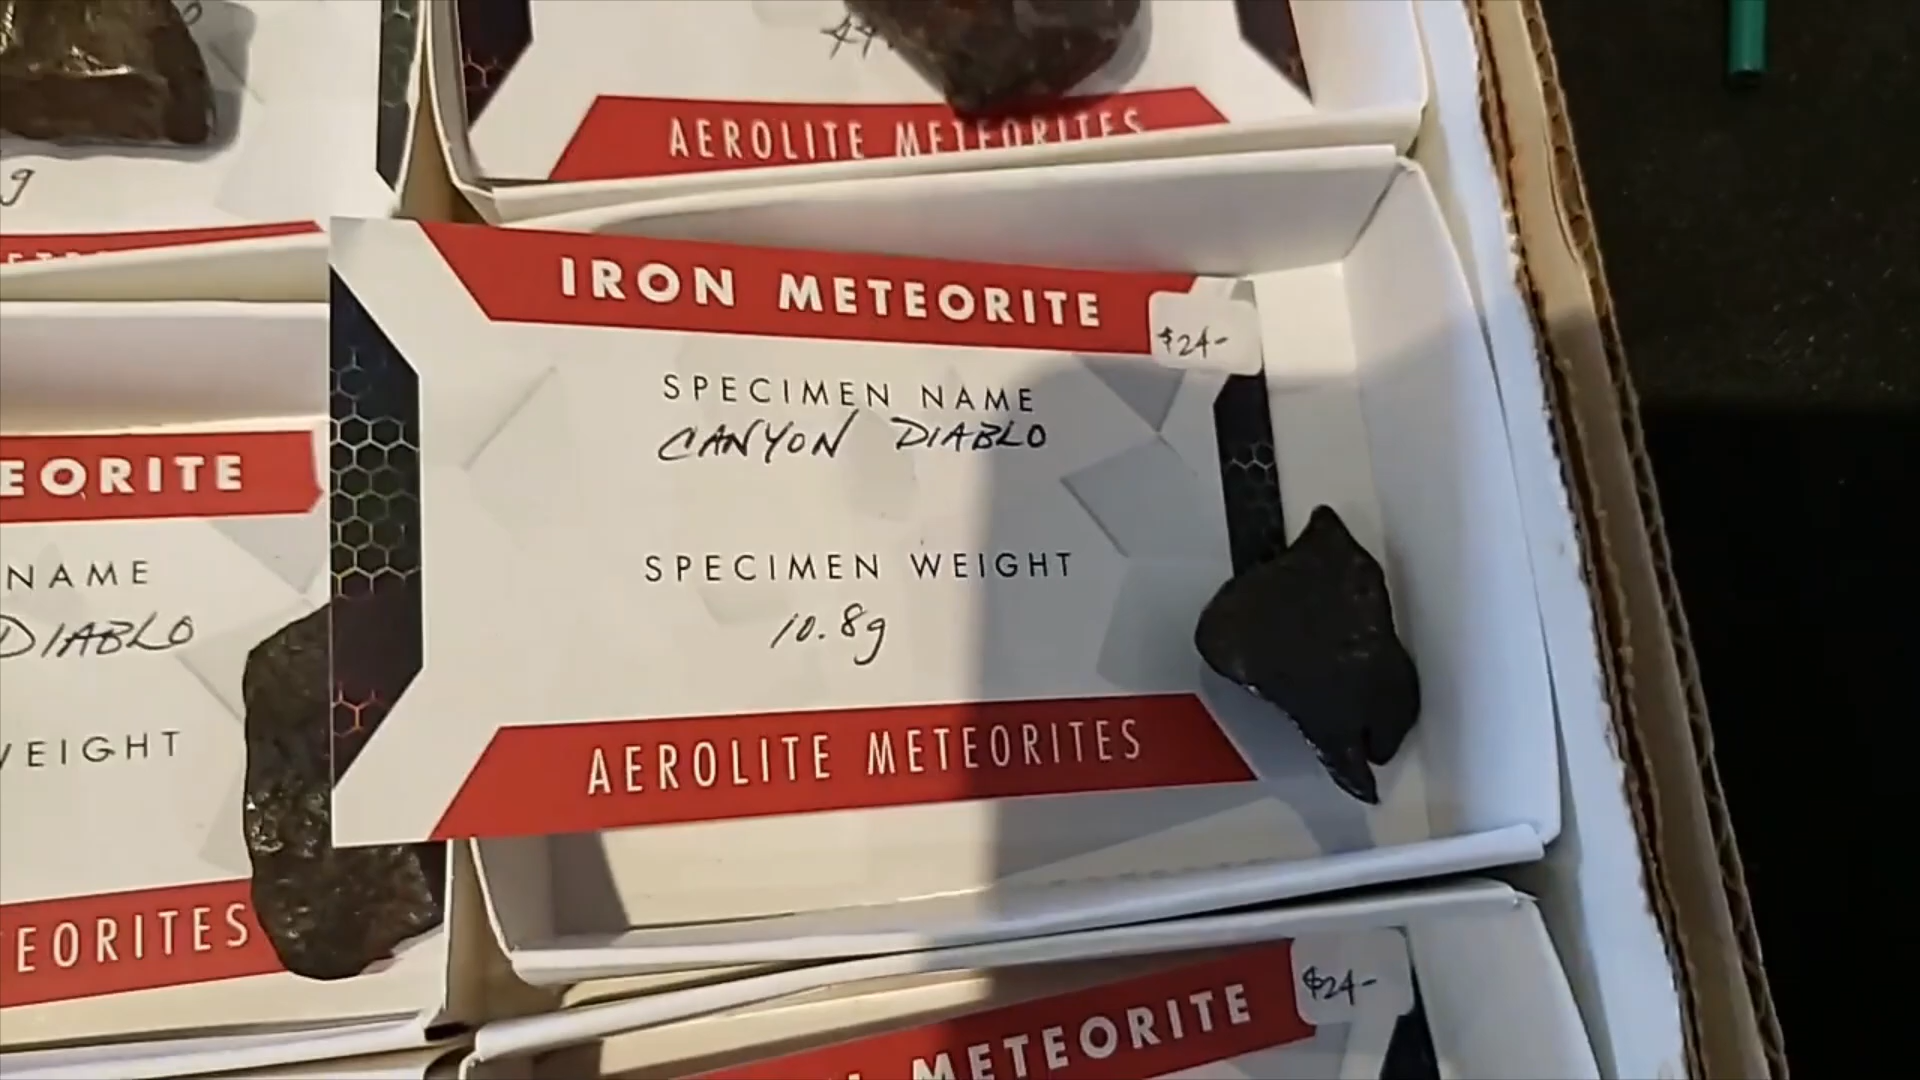 AEROLITE METEORITES
g
IRON METEORITE
$24-
SPECIMEN NAME
CANYON DIABLO
SPECIMEN WEIGHT
10.8g
AEROLITE METEORITES
EORITE
NAME
DIABLO
WEIGHT
EORITES
$24-
METEORITE